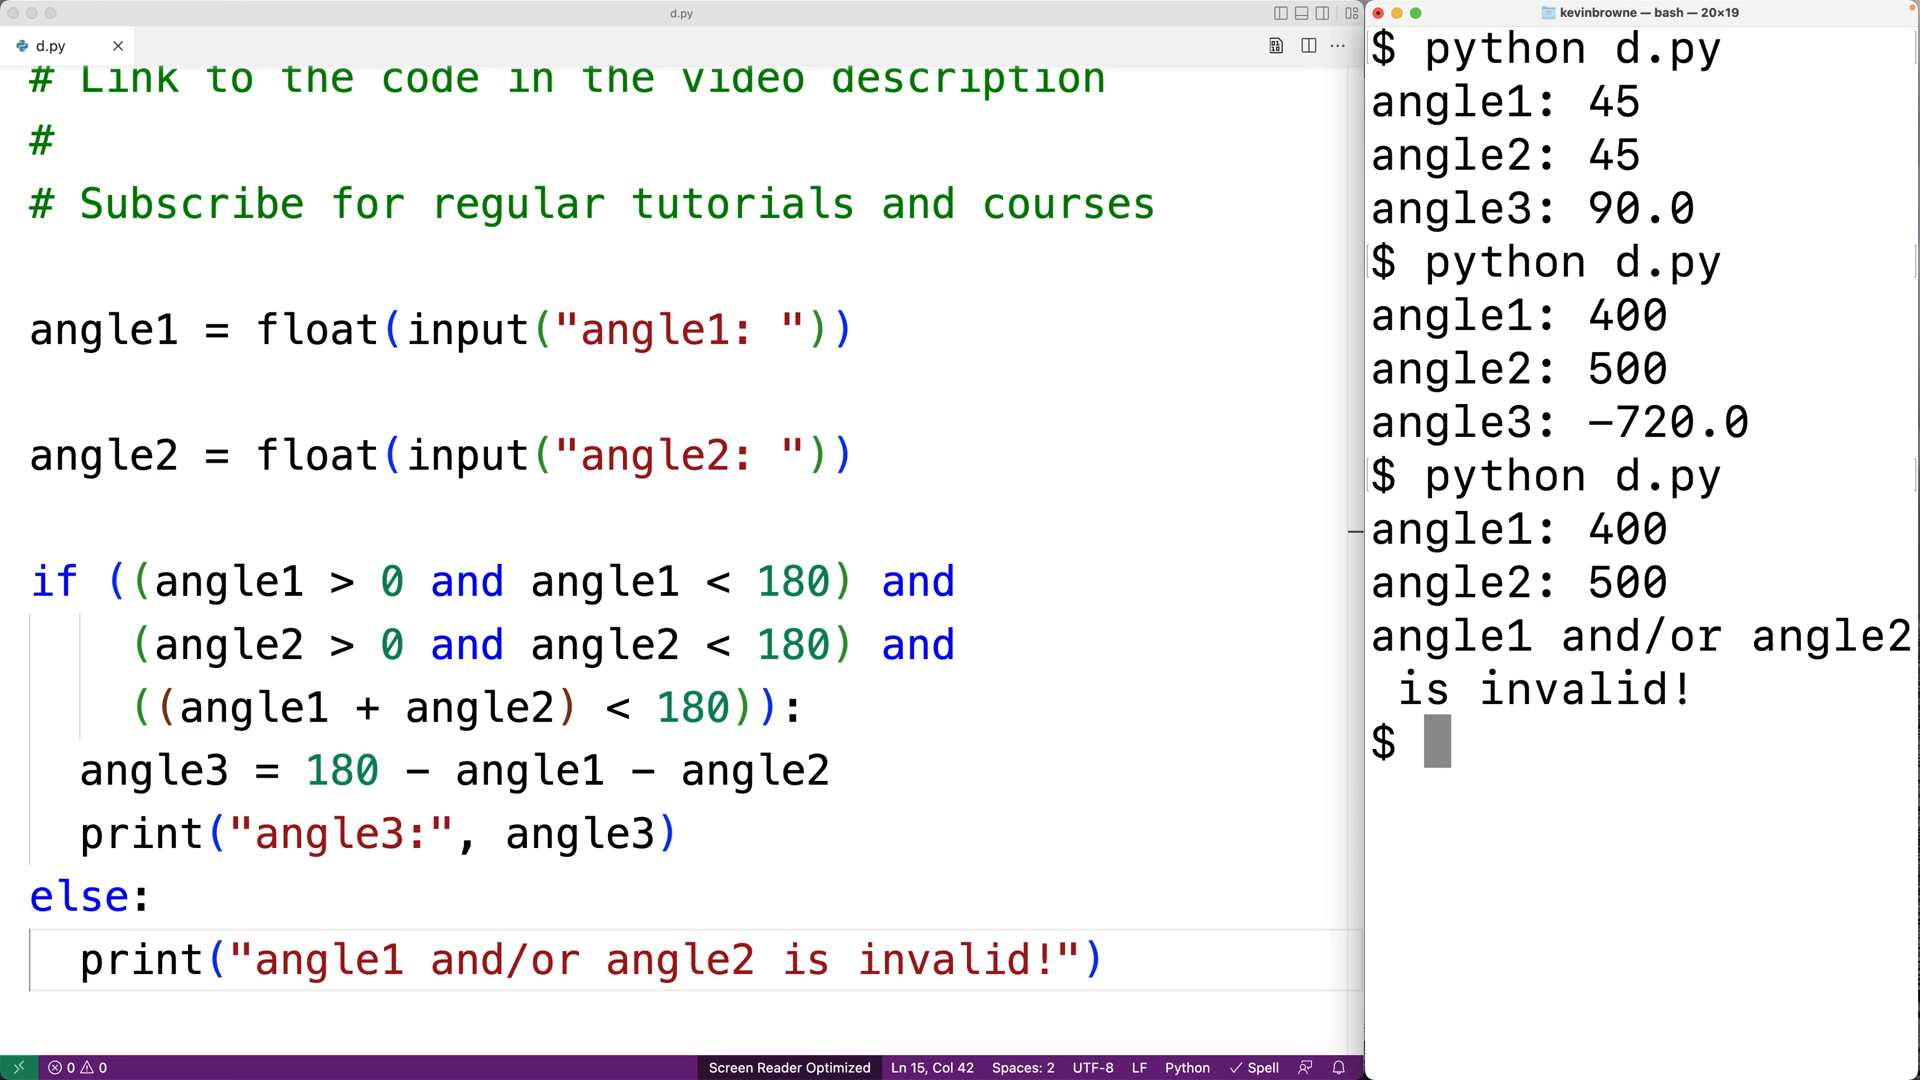 d.py
d.py
# Link to the code in the video description
#
# Subscribe for regular tutorials and courses
angle1 = float(input("angle1: "))
angle2 = float(input("angle2: "))
if ((angle1 > 0 and angle1 < 180) and
(angle2 > 0 and angle2 < 180) and
((angle1 + angle2) < 180)):
angle3 = 180 - angle1 - angle2
print("angle3:", angle3)
else:
print("angle1 and/or angle2 is invalid!")
0 0 Screen Reader Optimized Ln 15, Col 42 Spaces: 2 UTF-8 LF Python Spell
kevinbrowne — bash — 20×19
$ python d.py
angle1: 45
angle2: 45
angle3: 90.0
$ python d.py
angle1: 400
angle2: 500
angle3: -720.0
$ python d.py
angle1: 400
angle2: 500
angle1 and/or angle2
is invalid!
$